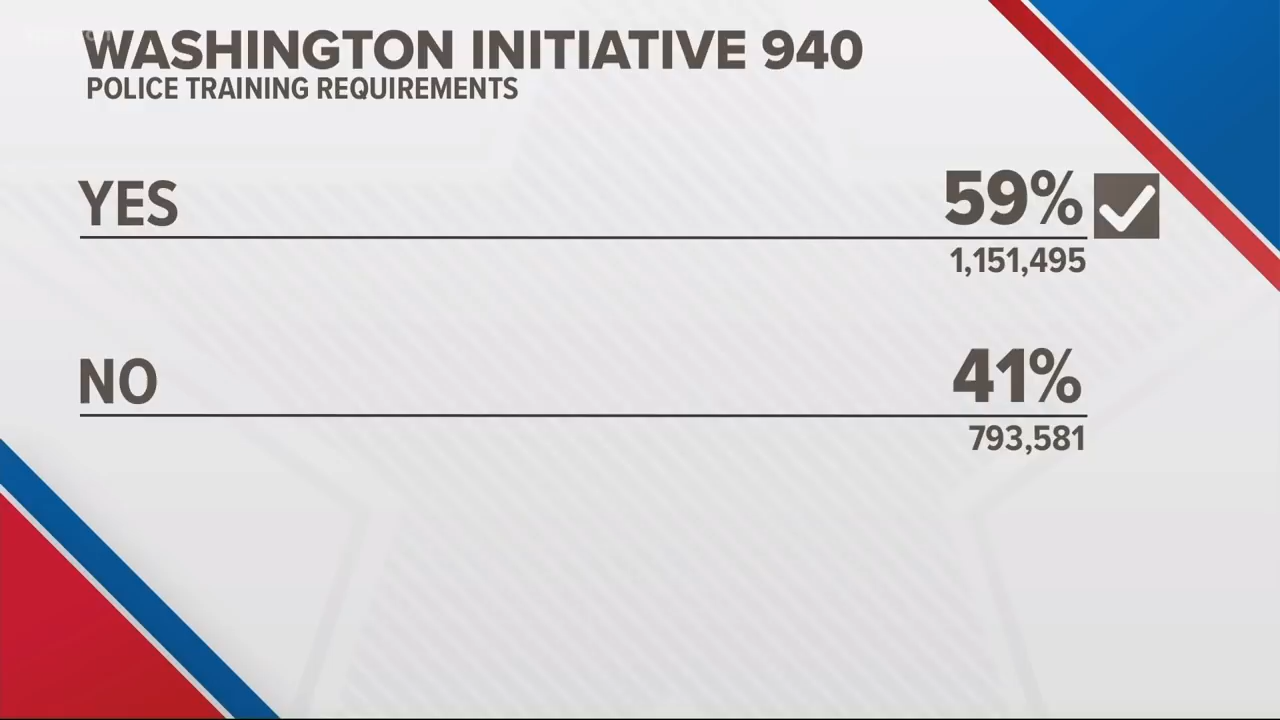 WASHINGTON INITIATIVE 940
POLICE TRAINING REQUIREMENTS
YES 59%
1,151,495
NO 41%
793,581